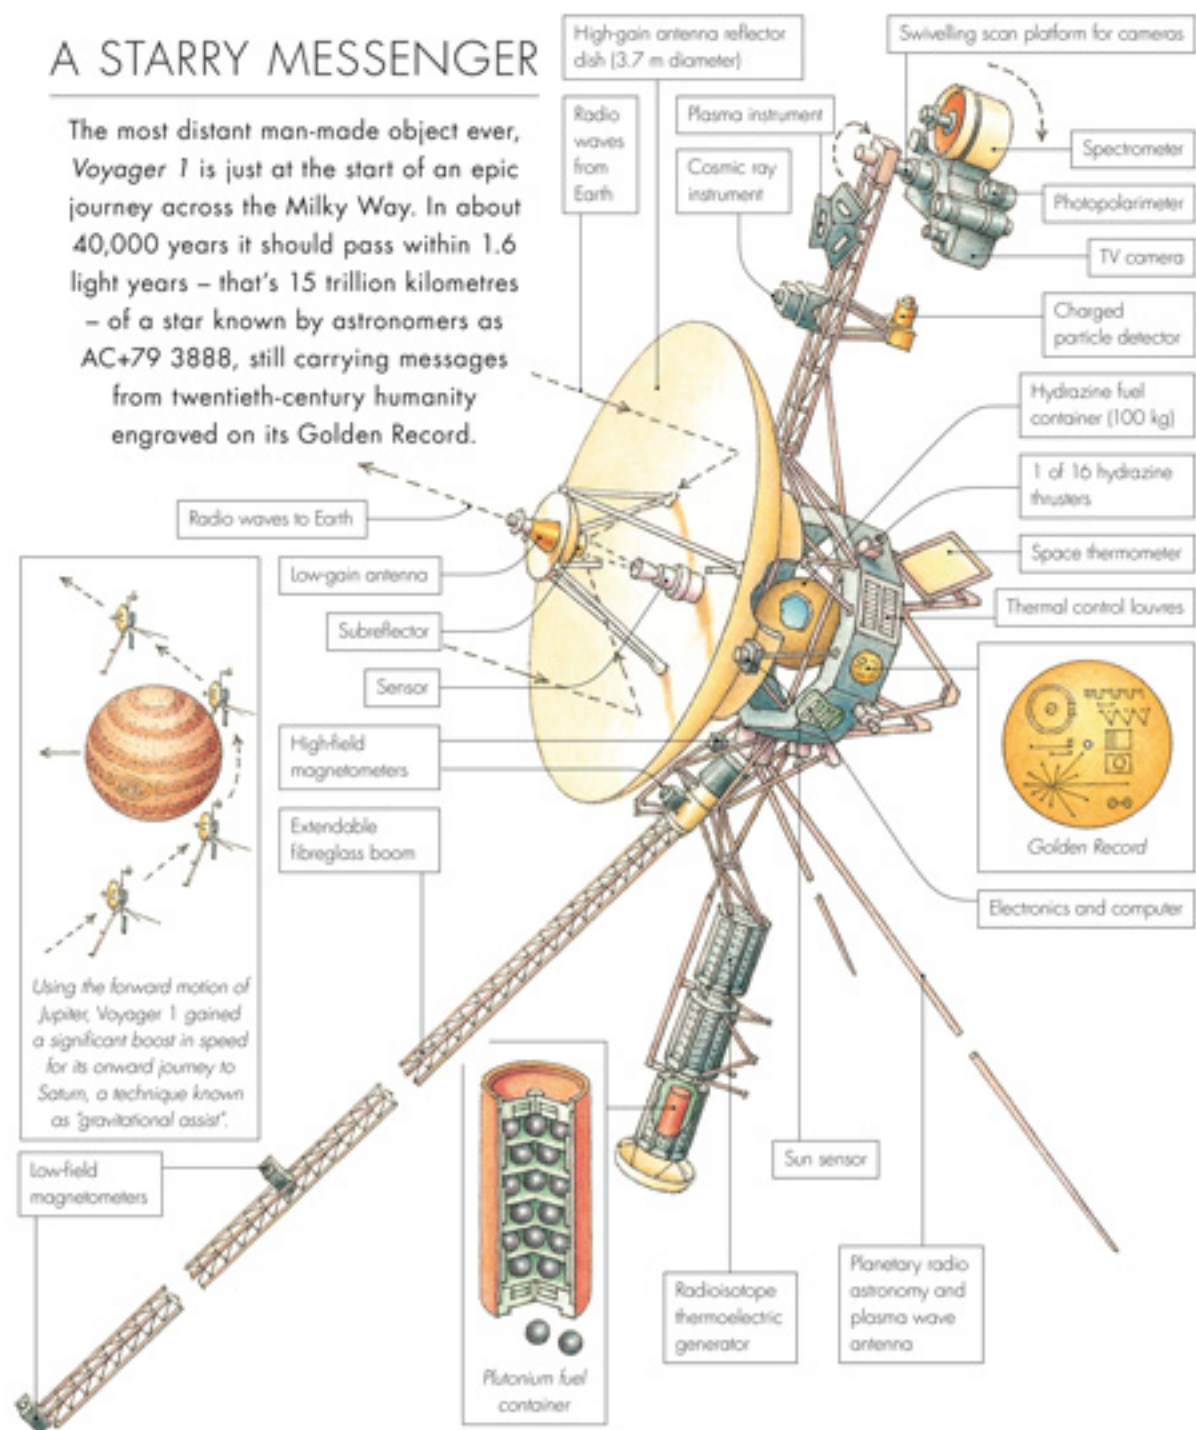 A STARRY MESSENGER
The most distant man-made object ever,
Voyager 1 is just at the start of an epic
journey across the Milky Way. In about
40,000 years it should pass within 1.6
light years – that's 15 trillion kilometres
– of a star known by astronomers as
AC+79 3888, still carrying messages
from twentieth-century humanity
engraved on its Golden Record.
High-gain antenna reflector
dish (3.7 m diameter)
Swivelling scan platform for cameras
Radio
waves
from
Earth
Plasma instrument
Cosmic ray
instrument
Spectrometer
Photopolarimeter
TV camera
Charged
particle detector
Hydrazine fuel
container (100 kg)
1 of 16 hydrazine
thrusters
Space thermometer
Thermal control louvres
Radio waves to Earth
Low-gain antenna
Subreflector
Sensor
High-field
magnetometers
Extendable
fibreglass boom
Golden Record
Electronics and computer
Using the forward motion of
Jupiter, Voyager 1 gained
a significant boost in speed
for its onward journey to
Saturn, a technique known
as "gravitational assist".
Low-field
magnetometers
Plutonium fuel
container
Sun sensor
Radioisotope
thermoelectric
generator
Planetary radio
astronomy and
plasma wave
antenna